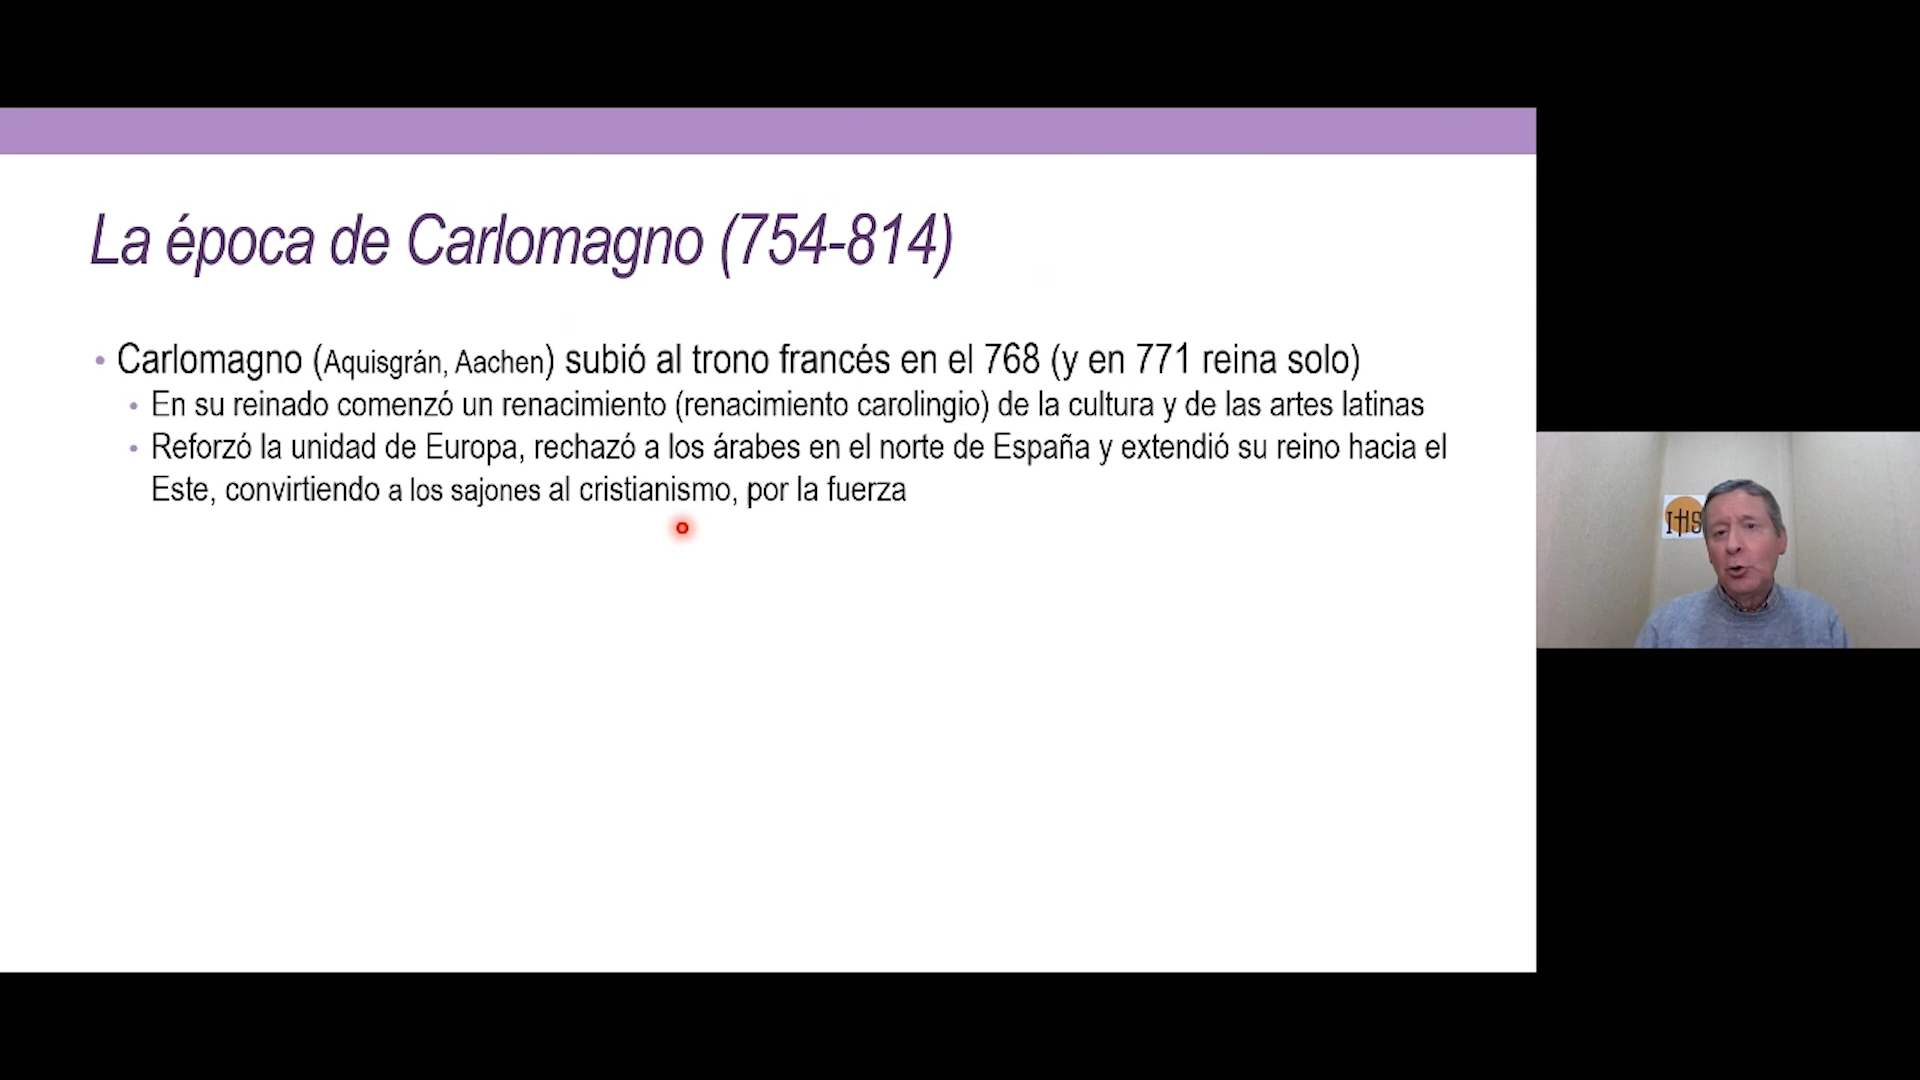 La época de Carlomagno (754-814)
• Carlomagno (Aquisgrán, Aachen) subió al trono francés en el 768 (y en 771 reina solo)
• En su reinado comenzó un renacimiento (renacimiento carolingio) de la cultura y de las artes latinas
• Reforzó la unidad de Europa, rechazó a los árabes en el norte de España y extendió su reino hacia el
Este, convirtiendo a los sajones al cristianismo, por la fuerza
IHS